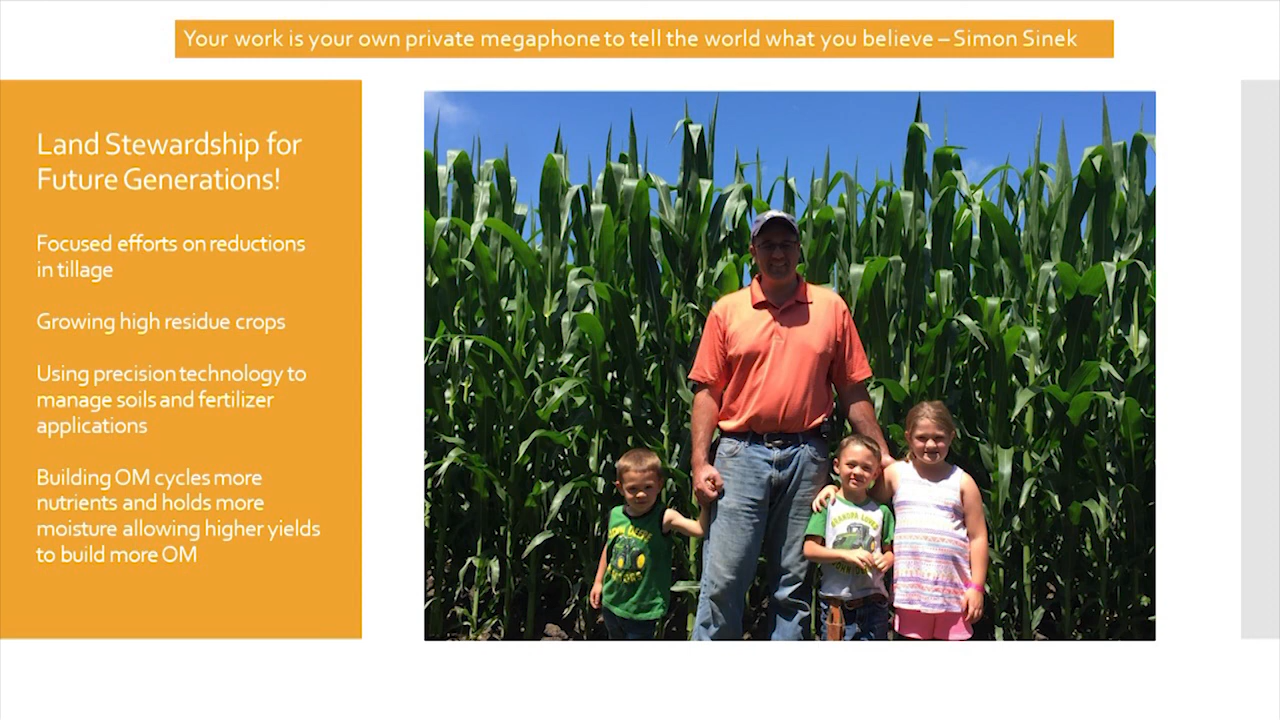 Your work is your own private megaphone to tell the world what you believe – Simon Sinek
Land Stewardship for
Future Generations!
Focused efforts on reductions
in tillage
Growing high residue crops
Using precision technology to
manage soils and fertilizer
applications
Building OM cycles more
nutrients and holds more
moisture allowing higher yields
to build more OM
GRANDPA LOVES